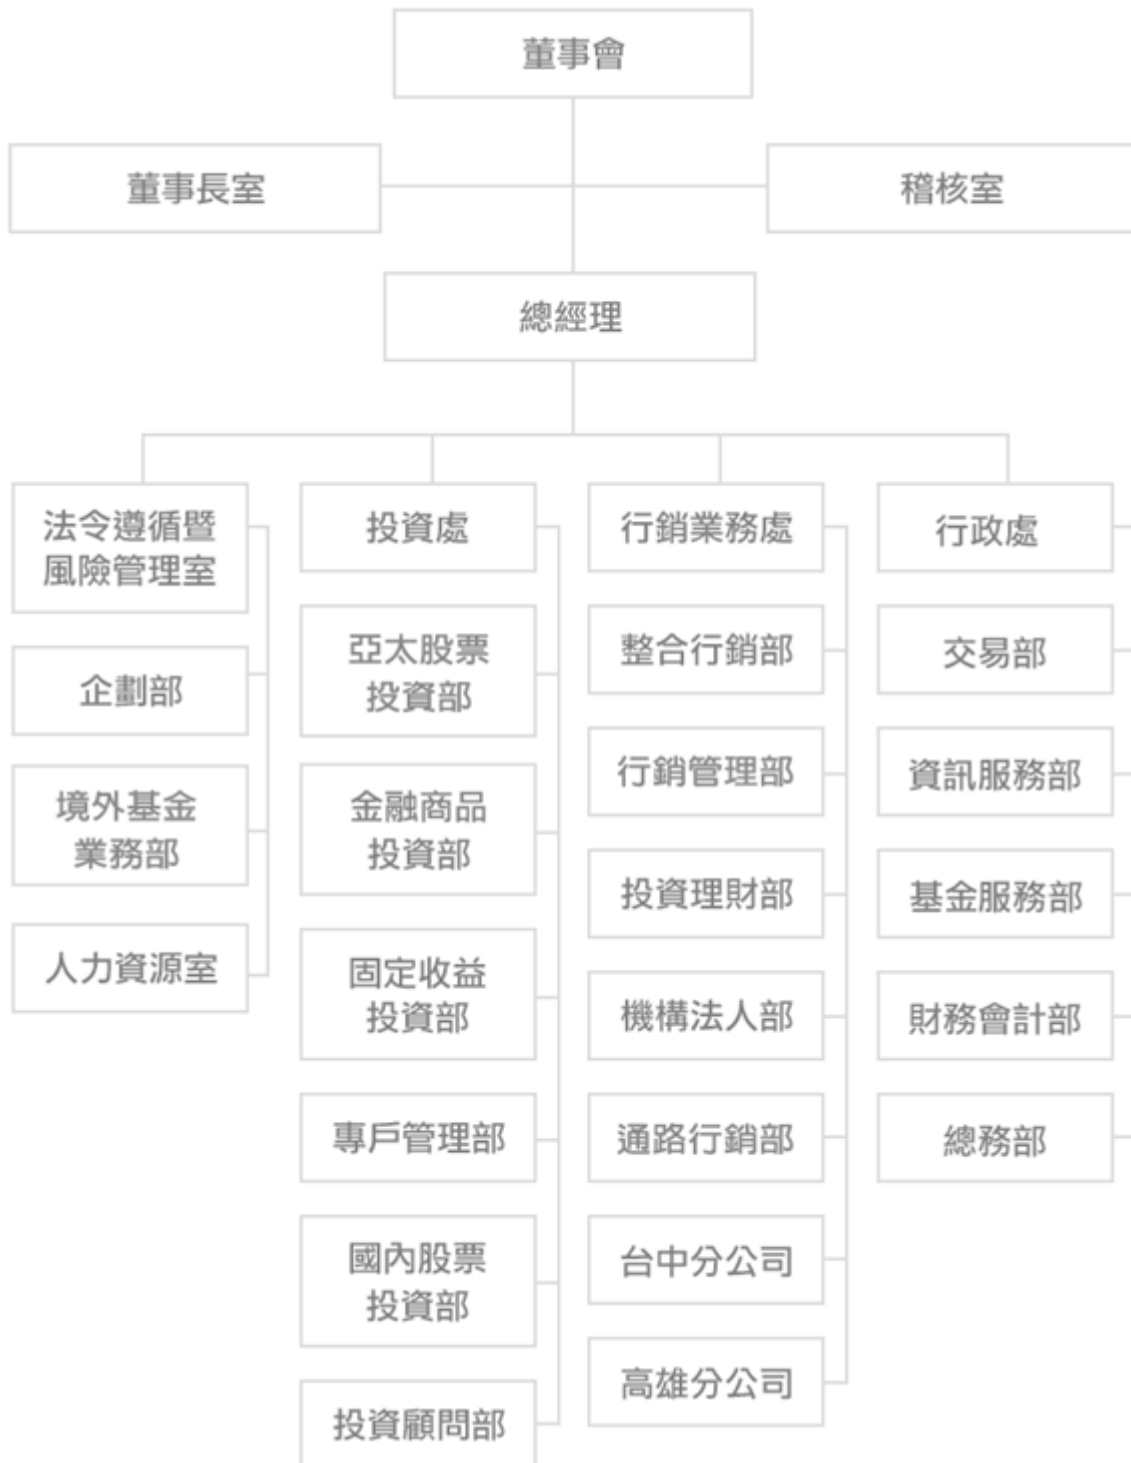 董事會
董事長室
稽核室
總經理
法令遵循暨
風險管理室
企劃部
境外基金
業務部
人力資源室
投資處
亞太股票
投資部
金融商品
投資部
固定收益
投資部
專戶管理部
國內股票
投資部
投資顧問部
行銷業務處
整合行銷部
行銷管理部
投資理財部
機構法人部
通路行銷部
台中分公司
高雄分公司
行政處
交易部
資訊服務部
基金服務部
財務會計部
總務部